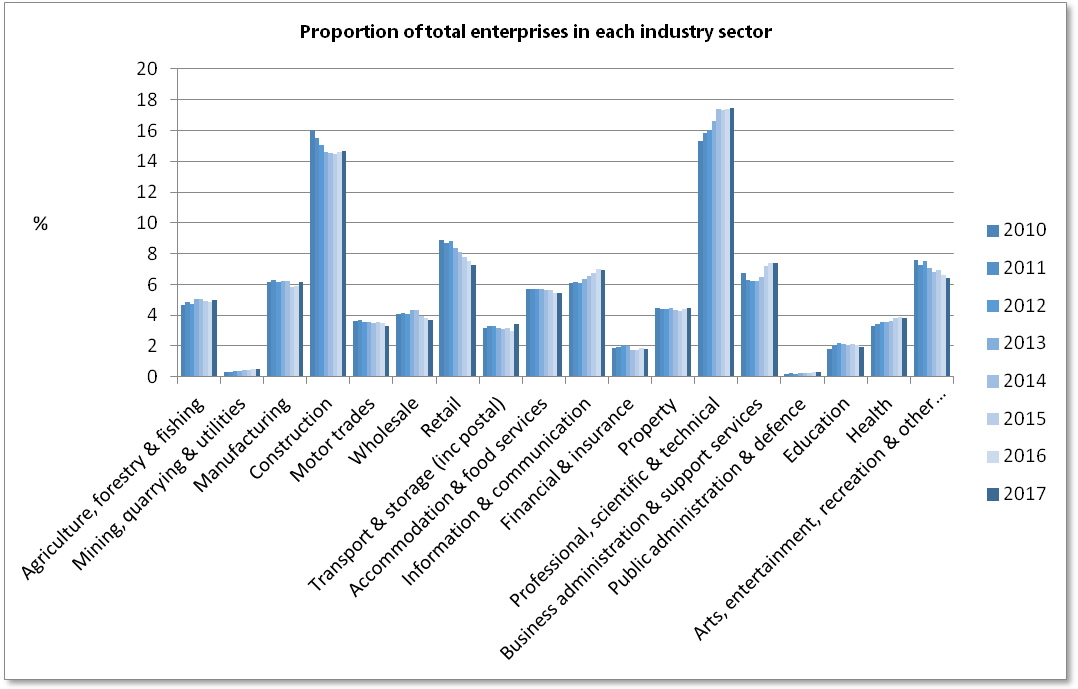 Proportion of total enterprises in each industry sector
20
18
16
14
12
10
8
6
4
2
0
%
Agriculture, forestry & fishing
Mining, quarrying & utilities
Manufacturing
Construction
Motor trades
Wholesale
Retail
Transport & storage (inc postal)
Accommodation & food services
Information & communication
Financial & insurance
Property
Professional, scientific & technical
Business administration & support services
Public administration & defence
Education
Health
Arts, entertainment, recreation & other...
2010
2011
2012
2013
2014
2015
2016
2017